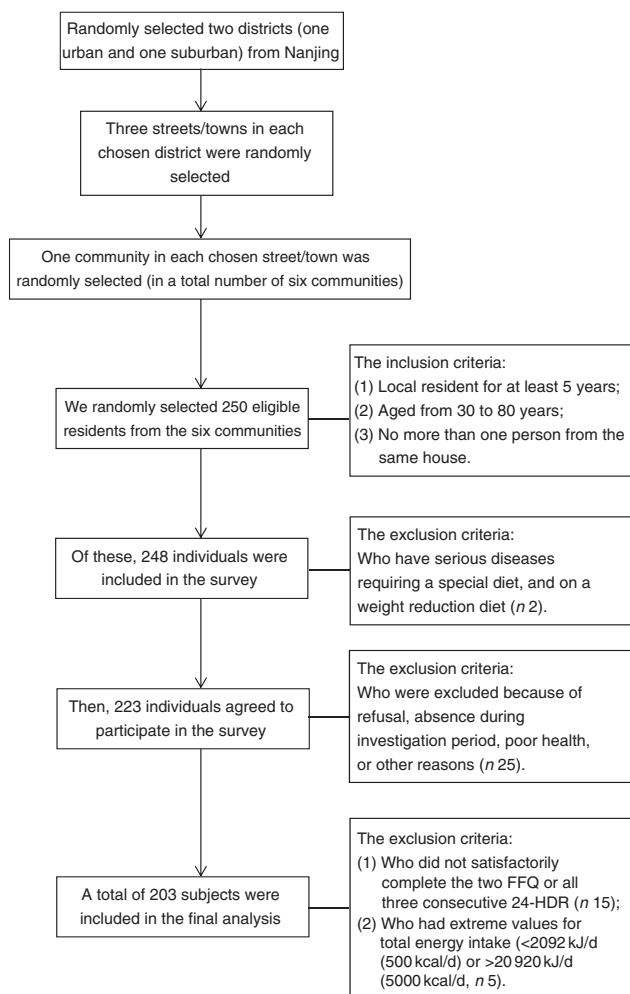 Randomly selected two districts (one
urban and one suburban) from Nanjing
Three streets/towns in each
chosen district were randomly
selected
One community in each chosen street/town was
randomly selected (in a total number of six communities)
We randomly selected 250 eligible
residents from the six communities
The inclusion criteria:
(1) Local resident for at least 5 years;
(2) Aged from 30 to 80 years;
(3) No more than one person from the
same house.
Of these, 248 individuals were
included in the survey
The exclusion criteria:
Who have serious diseases
requiring a special diet, and on a
weight reduction diet (n 2).
Then, 223 individuals agreed to
participate in the survey
The exclusion criteria:
Who were excluded because of
refusal, absence during
investigation period, poor health,
or other reasons (n 25).
A total of 203 subjects were
included in the final analysis
The exclusion criteria:
(1) Who did not satisfactorily
complete the two FFQ or all
three consecutive 24-HDR (n 15);
(2) Who had extreme values for
total energy intake (<2092 kJ/d
(500 kcal/d) or >20 920 kJ/d
(5000 kcal/d, n 5).